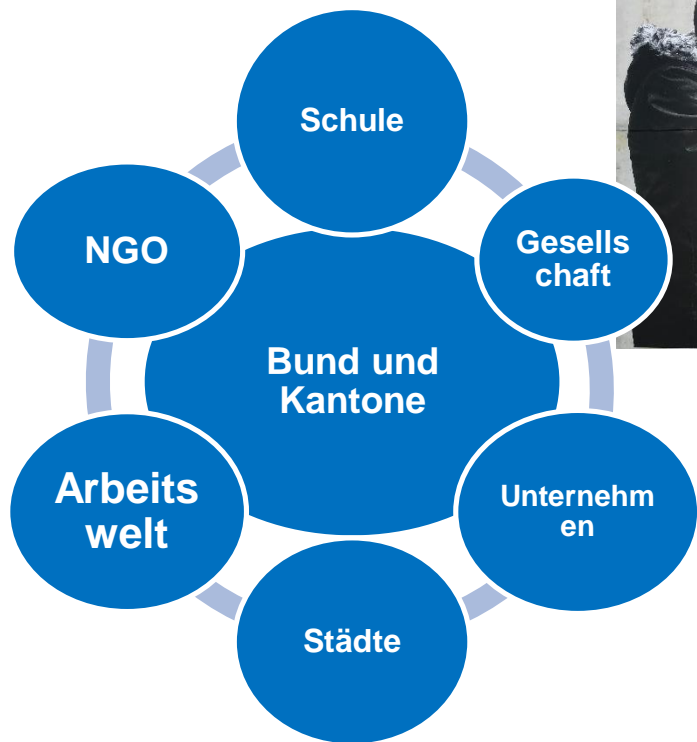 Schule
NGO
Gesells
chaft
Bund und
Kantone
Arbeits
welt
Unternehm
en
Städte